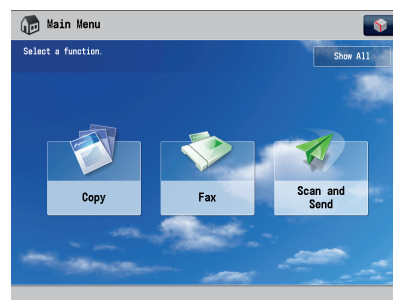 Main Menu
Select a function.
Show All
Copy
Fax
Scan and
Send